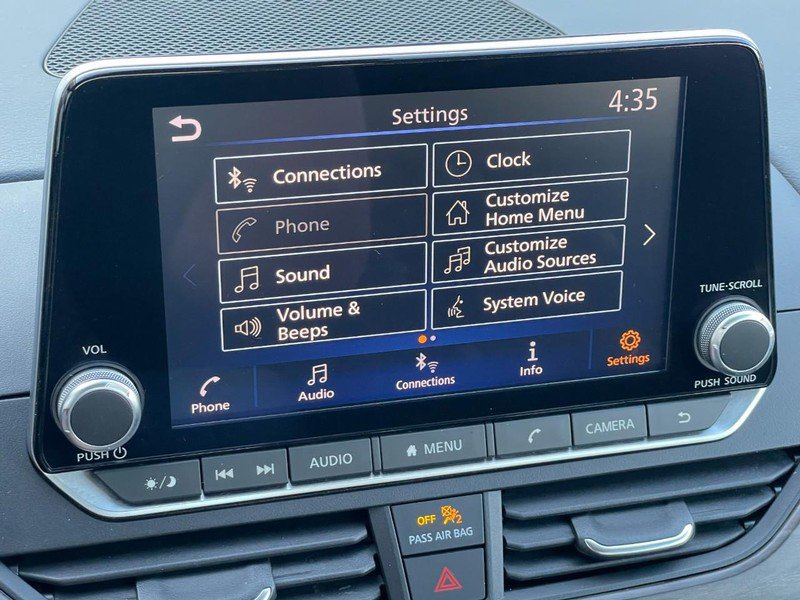 Settings
4:35
Connections
Clock
Phone
Customize
Home Menu
Sound
Customize
Audio Sources
Volume &
Beeps
System Voice
Phone
Audio
Connections
Info
Settings
VOL
PUSH
TUNE·SCROLL
PUSH SOUND
AUDIO
MENU
CAMERA
OFF 2
PASS AIR BAG